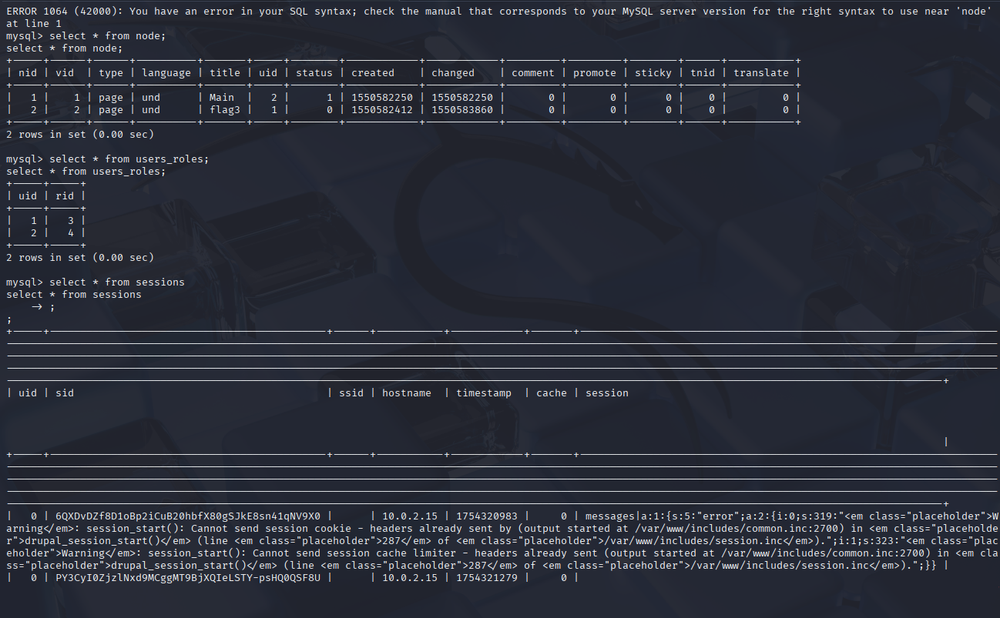 ERROR 1064 (42000): You have an error in your SQL syntax; check the manual that corresponds to your MySQL server version for the right syntax to use near 'node'
at line 1
mysql> select * from node;
select * from node;
| nid | vid | type | language | title | uid | status | created | changed | comment | promote | sticky | tnid | translate |
| 1 | 1 | page | und | Main | 2 | 1 | 1550582250 | 1550582250 | 0 | 0 | 0 | 0 | 0 |
| 2 | 2 | page | und | flag3 | 1 | 0 | 1550582412 | 1550583860 | 0 | 0 | 0 | 0 | 0 |
2 rows in set (0.00 sec)
mysql> select * from users_roles;
select * from users_roles;
| uid | rid |
| 1 | 3 |
| 2 | 4 |
2 rows in set (0.00 sec)
mysql> select * from sessions
select * from sessions
-> ;
;
| uid | sid | ssid | hostname | timestamp | cache | session
|
| 0 | 6QXDvDZf8D1oBp2iCuB20hbfX80gSJkE8sn41qNV9X0 | | 10.0.2.15 | 1754320983 | 0 | messages|a:1:{s:5:"error";a:2:{i:0;s:319:"<em class="placeholder">W
arning</em>: session_start(): Cannot send session cookie - headers already sent by (output started at /var/www/includes/common.inc:2700) in <em class="placeholde
r">drupal_session_start()</em> (line <em class="placeholder">287</em> of <em class="placeholder">/var/www/includes/session.inc</em>).";i:1;s:323:"<em class="plac
eholder">Warning</em>: session_start(): Cannot send session cache limiter - headers already sent (output started at /var/www/includes/common.inc:2700) in <em cla
ss="placeholder">drupal_session_start()</em> (line <em class="placeholder">287</em> of <em class="placeholder">/var/www/includes/session.inc</em>).";}} |
| 0 | PY3CyI0ZjzlNxd9MCggMT9BjXQIeLSTY-psHQ0QSF8U | | 10.0.2.15 | 1754321279 | 0 |